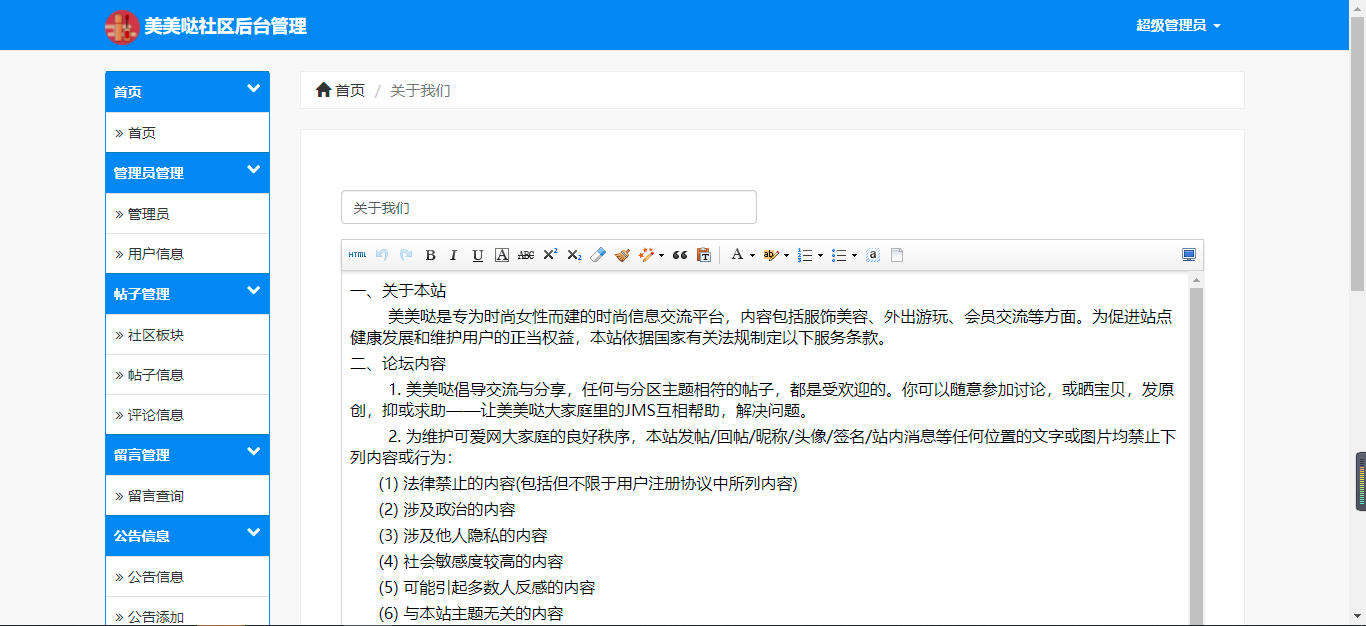 美美哒社区后台管理
超级管理员
首页
» 首页
管理员管理
» 管理员
» 用户信息
帖子管理
» 社区板块
» 帖子信息
» 评论信息
留言管理
» 留言查询
公告信息
» 公告信息
» 公告添加
首页 / 关于我们
关于我们
HTML B I U A ABC X² X₂ T A ab a
一、关于本站
美美哒是专为时尚女性而建的时尚信息交流平台，内容包括服饰美容、外出游玩、会员交流等方面。为促进站点
健康发展和维护用户的正当权益，本站依据国家有关法规制定以下服务条款。
二、论坛内容
1. 美美哒倡导交流与分享，任何与分区主题相符的帖子，都是受欢迎的。你可以随意参加讨论，或晒宝贝，发原
创，抑或求助——让美美哒大家庭里的JMS互相帮助，解决问题。
2. 为维护可爱网大家庭的良好秩序，本站发帖/回帖/昵称/头像/签名/站内消息等任何位置的文字或图片均禁止下
列内容或行为：
(1) 法律禁止的内容(包括但不限于用户注册协议中所列内容)
(2) 涉及政治的内容
(3) 涉及他人隐私的内容
(4) 社会敏感度较高的内容
(5) 可能引起多数人反感的内容
(6) 与本站主题无关的内容